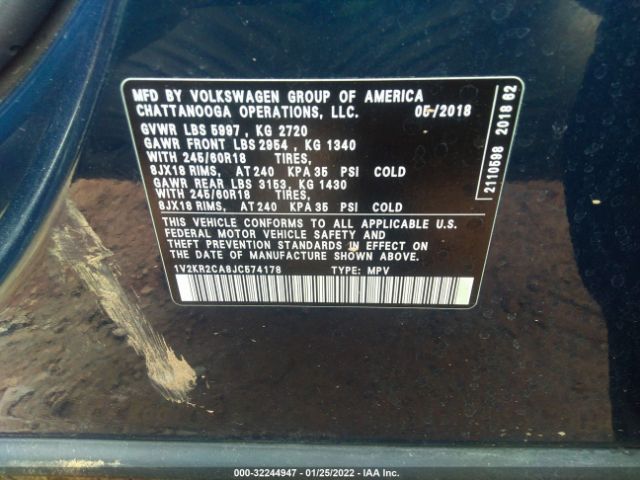 MFD BY VOLKSWAGEN GROUP OF AMERICA
CHATTANOOGA OPERATIONS, LLC. 05/2018
GVWR LBS 5997 , KG 2720
GAWR FRONT LBS 2954 , KG 1340
WITH 245/60R18 TIRES,
8JX18 RIMS, AT 240 KPA 35 PSI COLD
GAWR REAR LBS 3153, KG 1430
WITH 245/60R18 TIRES,
8JX18 RIMS, AT 240 KPA 35 PSI COLD
THIS VEHICLE CONFORMS TO ALL APPLICABLE U.S.
FEDERAL MOTOR VEHICLE SAFETY AND
THEFT PREVENTION STANDARDS IN EFFECT ON
DATE OF MANUFACTURE SHOWN ABOVE.
1V2KR2CA8JC574178 TYPE: MPV
2110598 2018 82
000-32244947 - 01/25/2022 - IAA Inc.